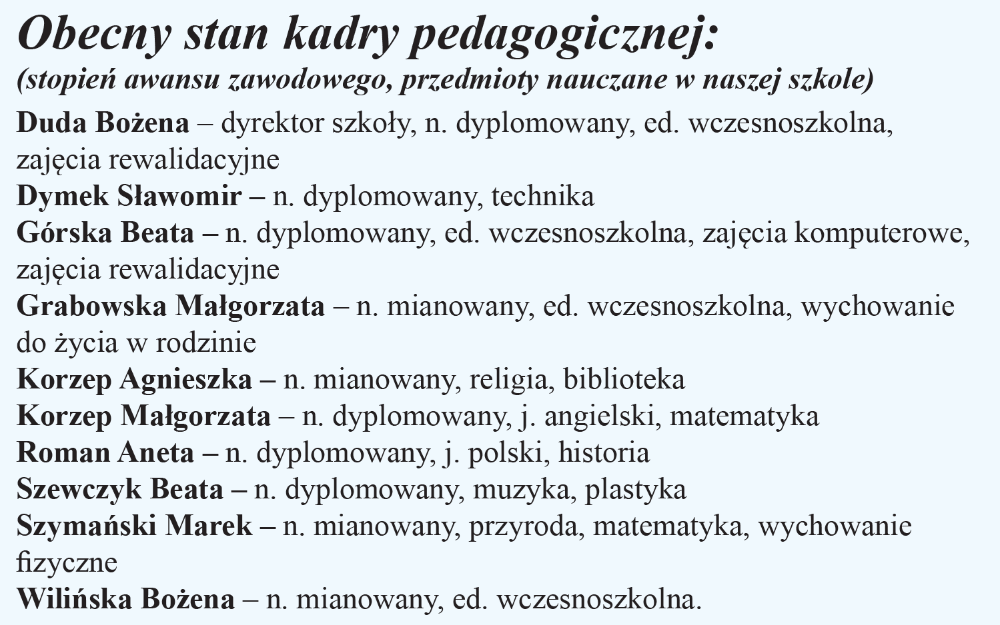 Obecny stan kadry pedagogicznej:
(stopień awansu zawodowego, przedmioty nauczane w naszej szkole)
Duda Bożena – dyrektor szkoły, n. dyplomowany, ed. wczesnoszkolna,
zajęcia rewalidacyjne
Dymek Sławomir – n. dyplomowany, technika
Górska Beata – n. dyplomowany, ed. wczesnoszkolna, zajęcia komputerowe,
zajęcia rewalidacyjne
Grabowska Małgorzata – n. mianowany, ed. wczesnoszkolna, wychowanie
do życia w rodzinie
Korzep Agnieszka – n. mianowany, religia, biblioteka
Korzep Małgorzata – n. dyplomowany, j. angielski, matematyka
Roman Aneta – n. dyplomowany, j. polski, historia
Szewczyk Beata – n. dyplomowany, muzyka, plastyka
Szymański Marek – n. mianowany, przyroda, matematyka, wychowanie
fizyczne
Wilińska Bożena – n. mianowany, ed. wczesnoszkolna.